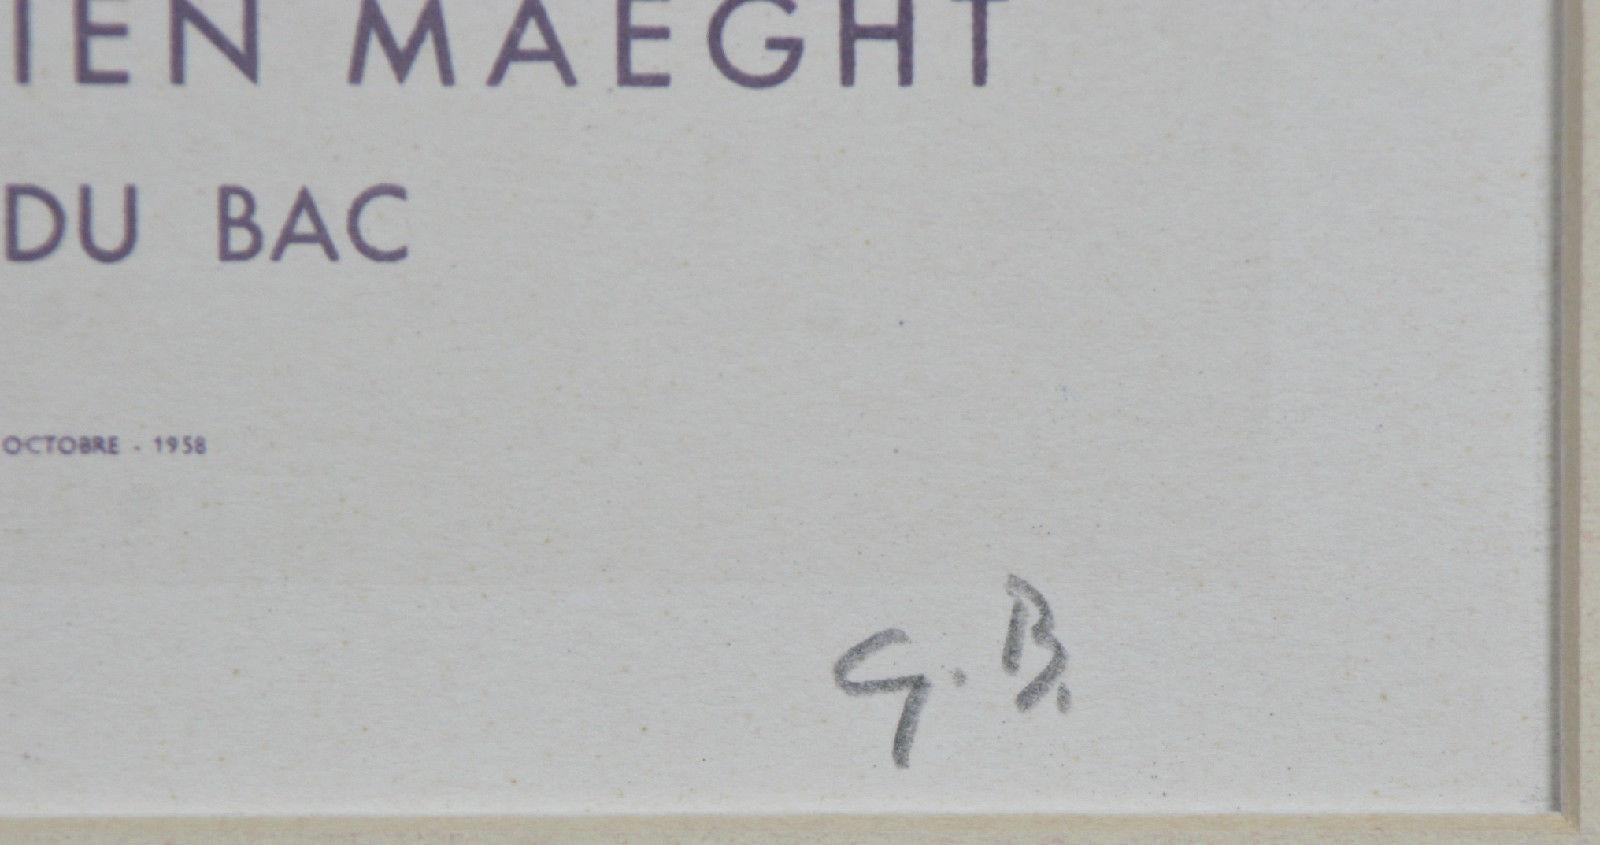 IEN MAEGHT
DU BAC
OCTOBRE - 1958
G. B.